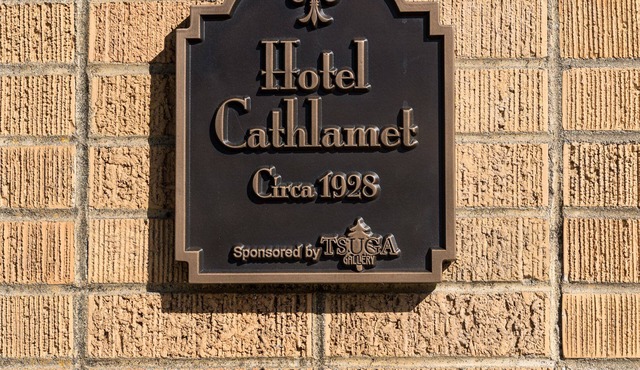 Hotel
Cathlamet
Circa 1928
Sponsored by TSUGA
GALLERY